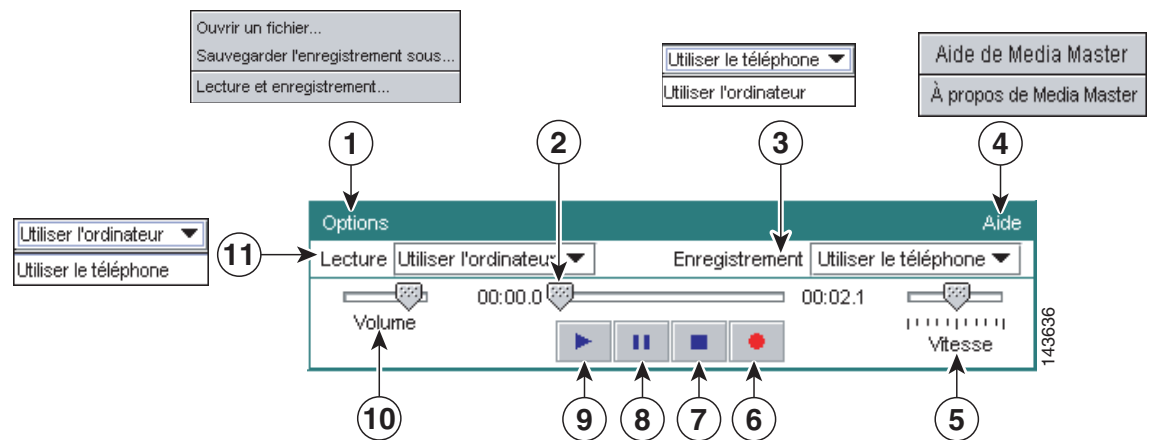 Ouvrir un fichier...
Sauvegarder l'enregistrement sous...
Lecture et enregistrement...
Utiliser le téléphone
Utiliser l'ordinateur
Aide de Media Master
À propos de Media Master
1
2
3
4
Options
Aide
Utiliser l'ordinateur
Utiliser le téléphone
11
Lecture
Utiliser l'ordinateur
Enregistrement
Utiliser le téléphone
00:00.0
00:02.1
Volume
Vitesse
143636
10
9
8
7
6
5